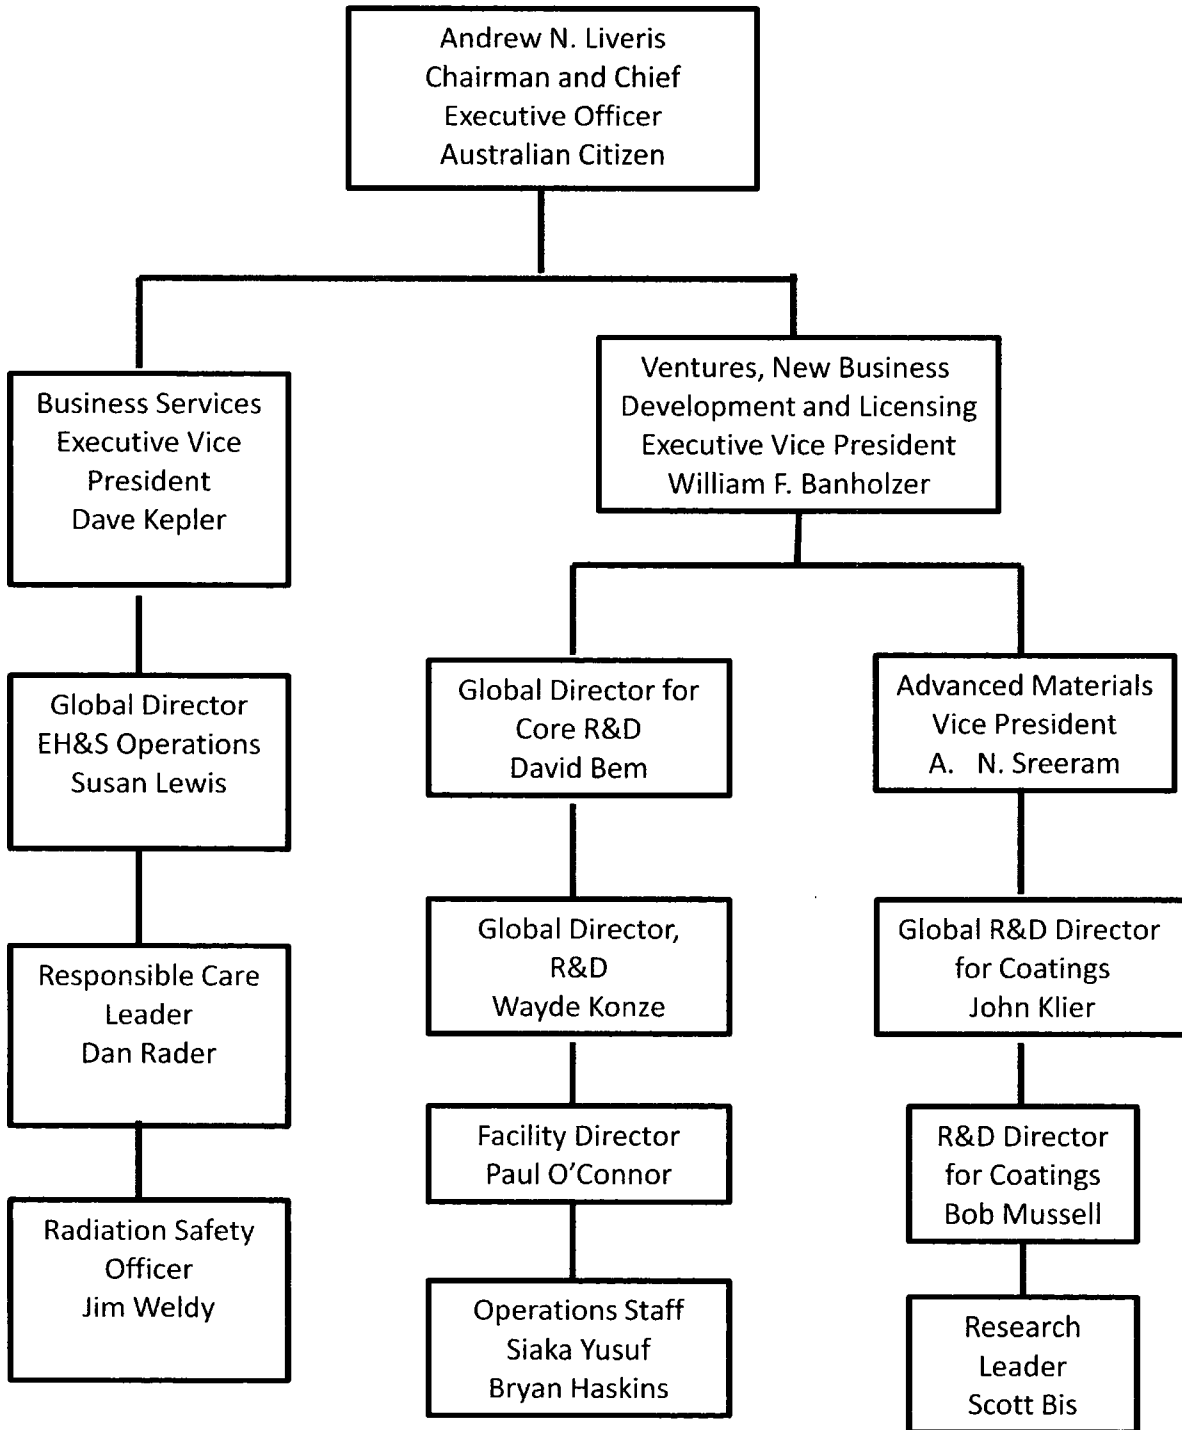 Andrew N. Liveris
Chairman and Chief
Executive Officer
Australian Citizen
Business Services
Executive Vice
President
Dave Kepler
Ventures, New Business
Development and Licensing
Executive Vice President
William F. Banholzer
Global Director
EH&S Operations
Susan Lewis
Global Director for
Core R&D
David Bem
Advanced Materials
Vice President
A. N. Sreeram
Responsible Care
Leader
Dan Rader
Global Director,
R&D
Wayde Konze
Global R&D Director
for Coatings
John Klier
Radiation Safety
Officer
Jim Weldy
Facility Director
Paul O’Connor
R&D Director
for Coatings
Bob Mussell
Operations Staff
Siaka Yusuf
Bryan Haskins
Research
Leader
Scott Bis